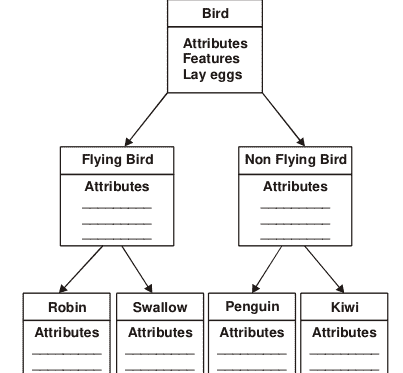 Bird
Attributes
Features
Lay eggs
Flying Bird
Non Flying Bird
Attributes
Attributes
Robin
Swallow
Penguin
Kiwi
Attributes
Attributes
Attributes
Attributes